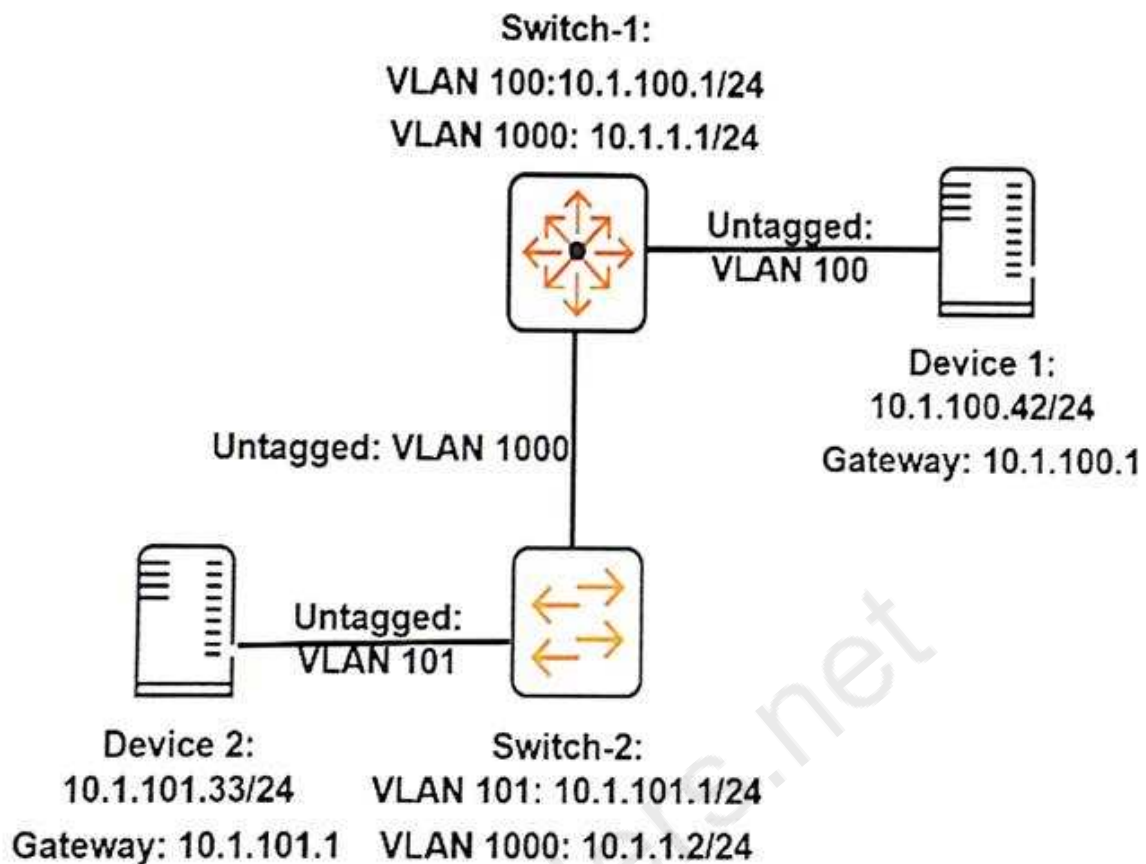 Switch-1:
VLAN 100:10.1.100.1/24
VLAN 1000: 10.1.1.1/24
Untagged:
VLAN 100
Device 1:
10.1.100.42/24
Gateway: 10.1.100.1
Untagged: VLAN 1000
Untagged:
VLAN 101
Device 2:
10.1.101.33/24
Gateway: 10.1.101.1
Switch-2:
VLAN 101: 10.1.101.1/24
VLAN 1000: 10.1.1.2/24
ers.net